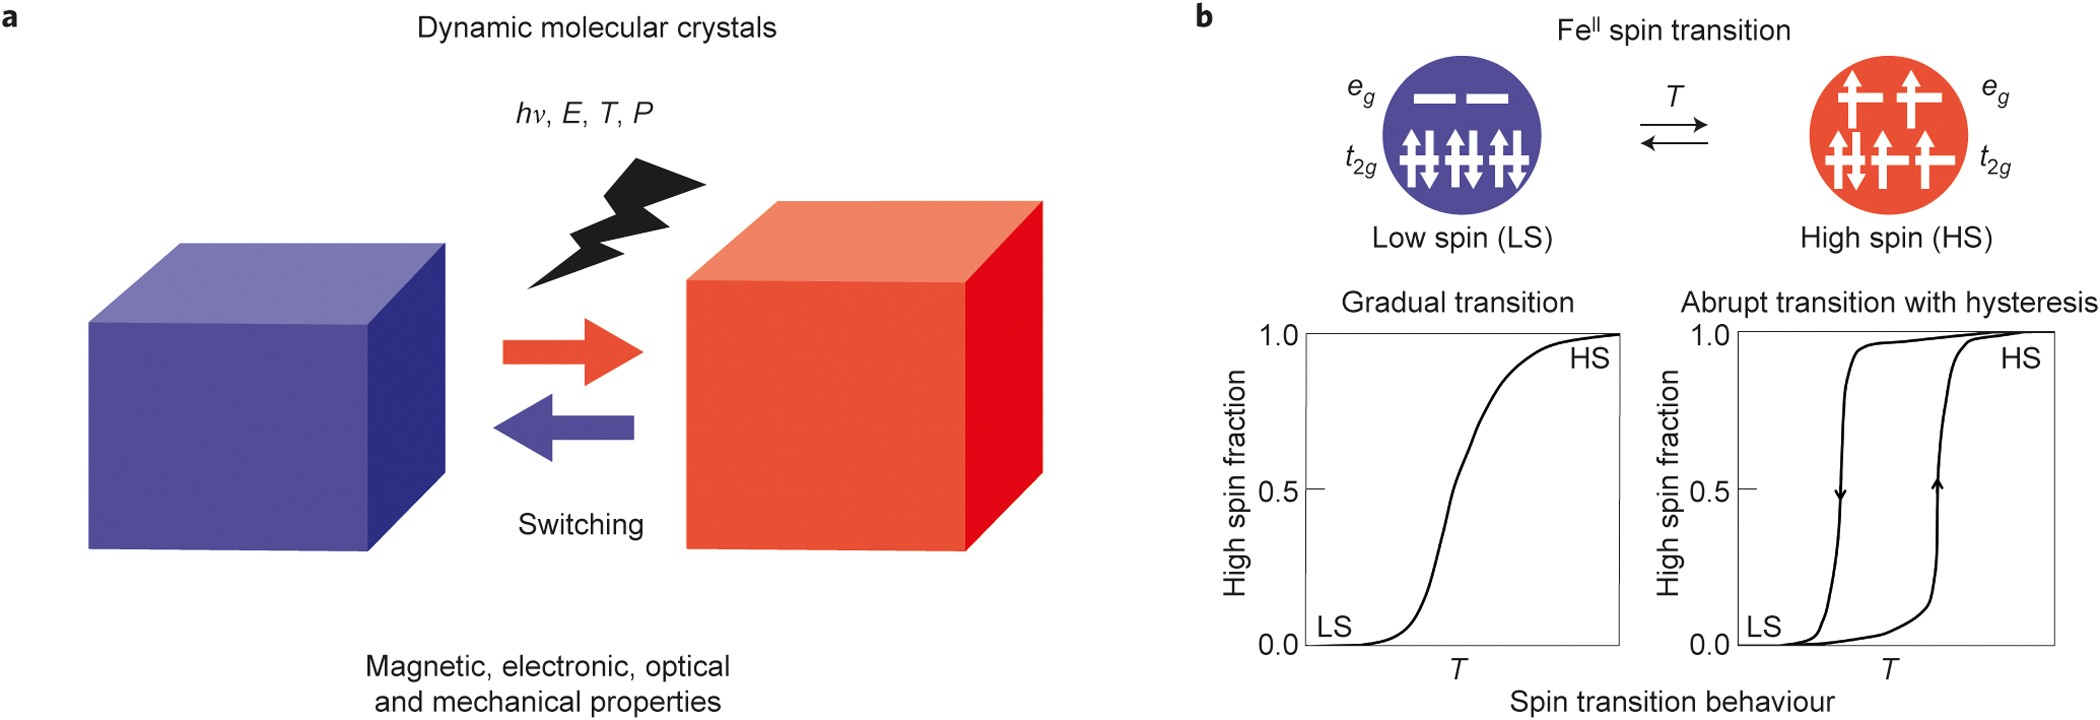 a
Dynamic molecular crystals
hν, E, T, P
Switching
Magnetic, electronic, optical
and mechanical properties
b
Feᴵᴵ spin transition
e_g
t_2g
T
e_g
t_2g
Low spin (LS)
High spin (HS)
Gradual transition
1.0
0.5
0.0
High spin fraction
HS
LS
T
Abrupt transition with hysteresis
1.0
0.5
0.0
High spin fraction
HS
LS
T
Spin transition behaviour